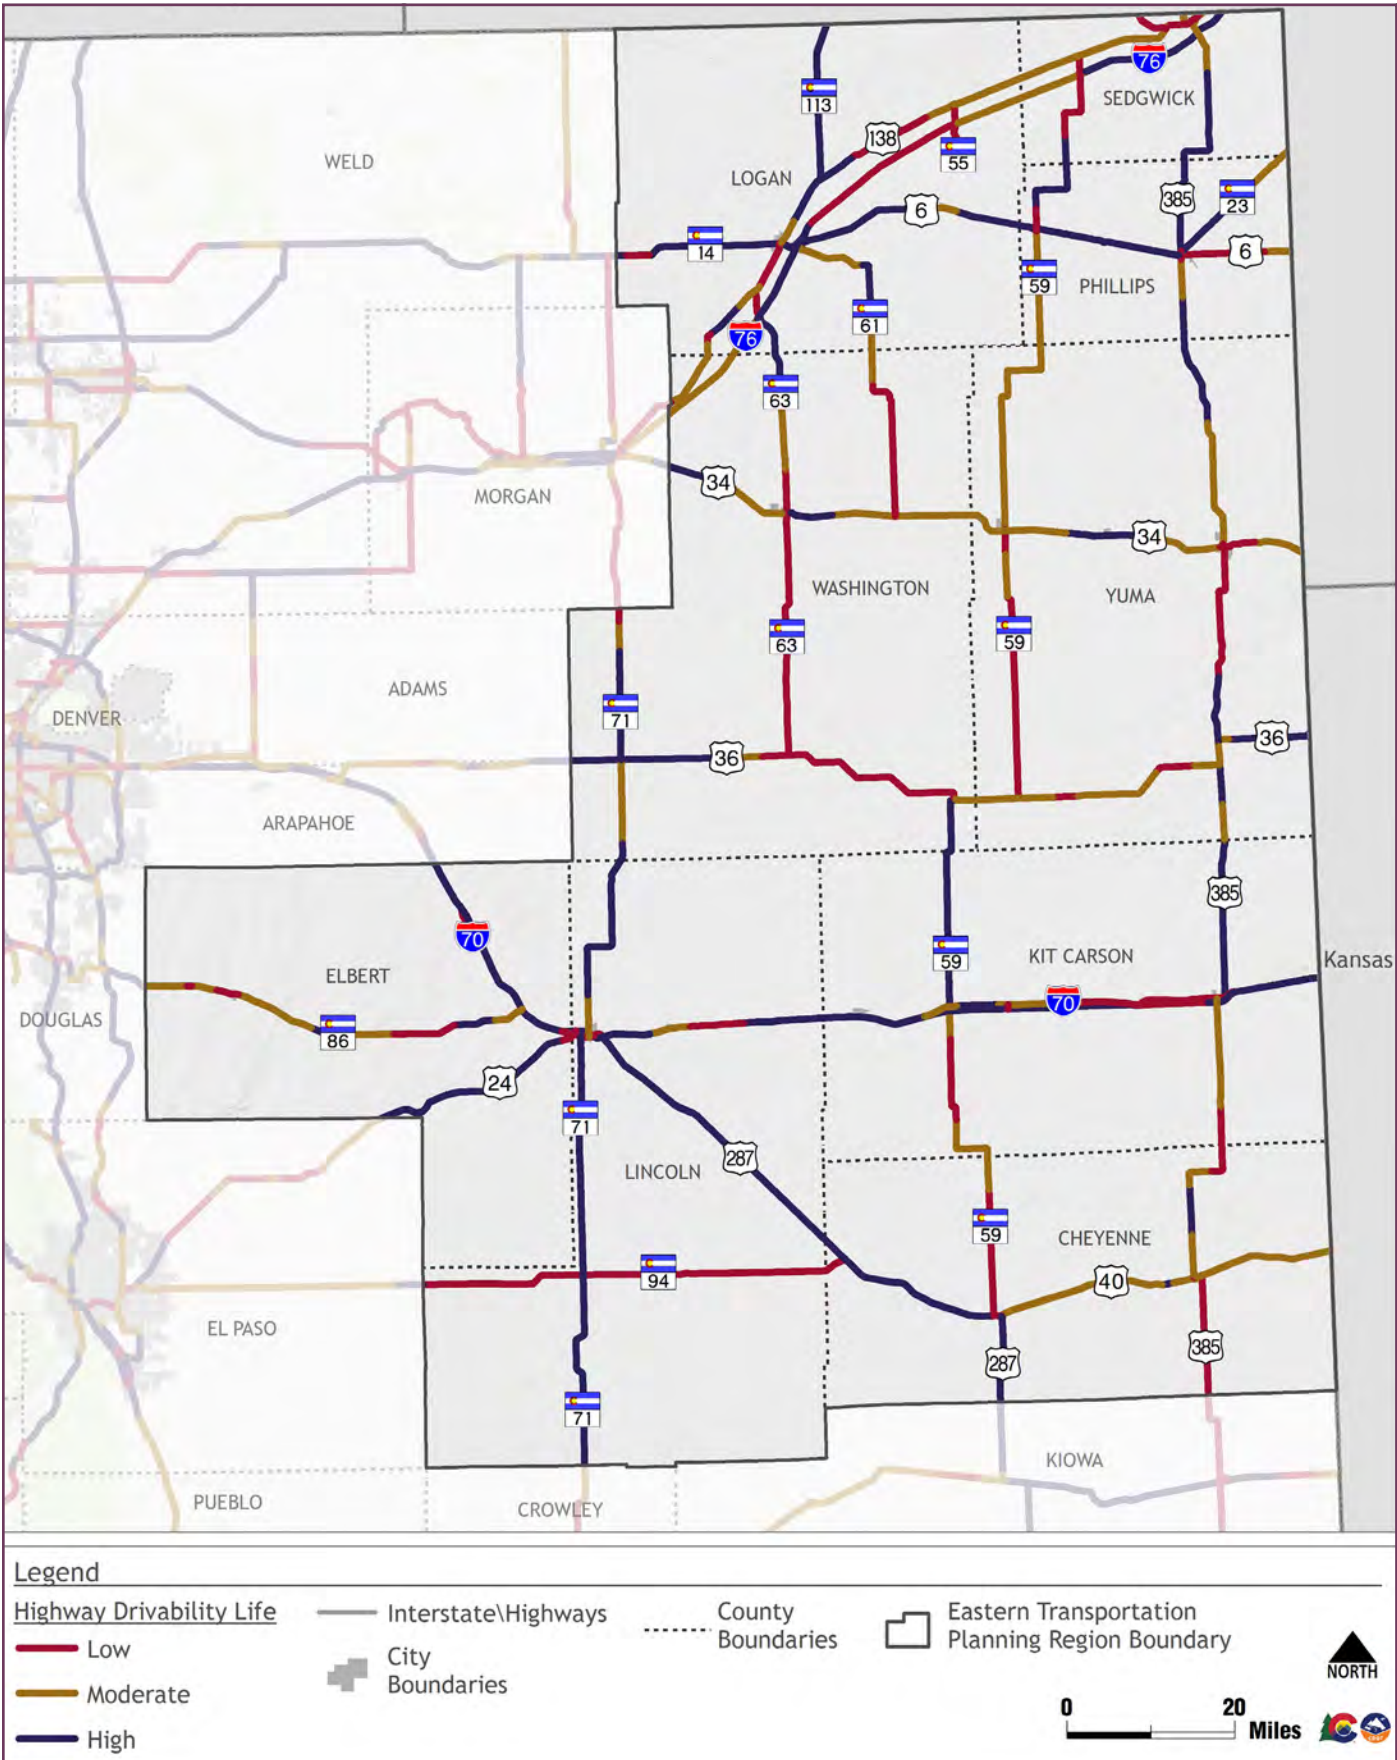 76
113
SEDGWICK
138
WELD
55
LOGAN
385
23
6
14
6
59
PHILLIPS
61
76
63
34
MORGAN
34
WASHINGTON
YUMA
63
59
ADAMS
71
DENVER
36
36
ARAPAHOE
385
70
59
KIT CARSON
Kansas
ELBERT
70
DOUGLAS
86
24
71
287
LINCOLN
59
CHEYENNE
94
40
EL PASO
385
287
71
KIOWA
PUEBLO
CROWLEY
Legend
Highway Drivability Life
Low
Moderate
High
Interstate\Highways
City
Boundaries
County
Boundaries
Eastern Transportation
Planning Region Boundary
NORTH
0 20
Miles